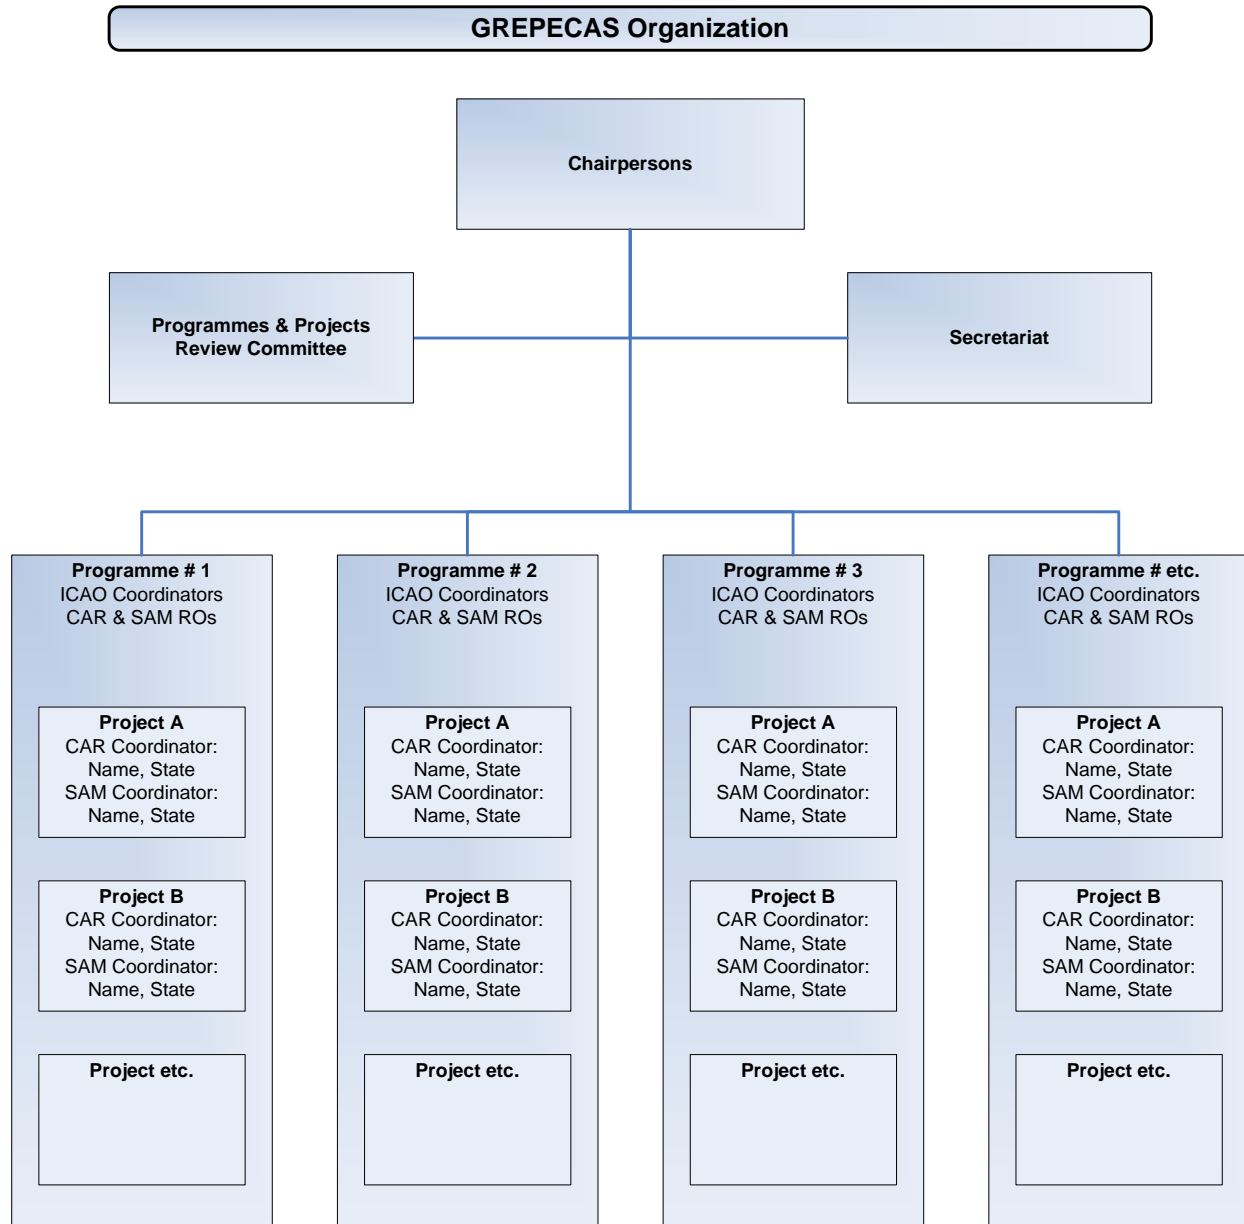 GREPECAS Organization
Chairpersons
Programmes & Projects
Review Committee
Secretariat
Programme # 1
ICAO Coordinators
CAR & SAM ROs
Project A
CAR Coordinator:
Name, State
SAM Coordinator:
Name, State
Project B
CAR Coordinator:
Name, State
SAM Coordinator:
Name, State
Project etc.
Programme # 2
ICAO Coordinators
CAR & SAM ROs
Project A
CAR Coordinator:
Name, State
SAM Coordinator:
Name, State
Project B
CAR Coordinator:
Name, State
SAM Coordinator:
Name, State
Project etc.
Programme # 3
ICAO Coordinators
CAR & SAM ROs
Project A
CAR Coordinator:
Name, State
SAM Coordinator:
Name, State
Project B
CAR Coordinator:
Name, State
SAM Coordinator:
Name, State
Project etc.
Programme # etc.
ICAO Coordinators
CAR & SAM ROs
Project A
CAR Coordinator:
Name, State
SAM Coordinator:
Name, State
Project B
CAR Coordinator:
Name, State
SAM Coordinator:
Name, State
Project etc.